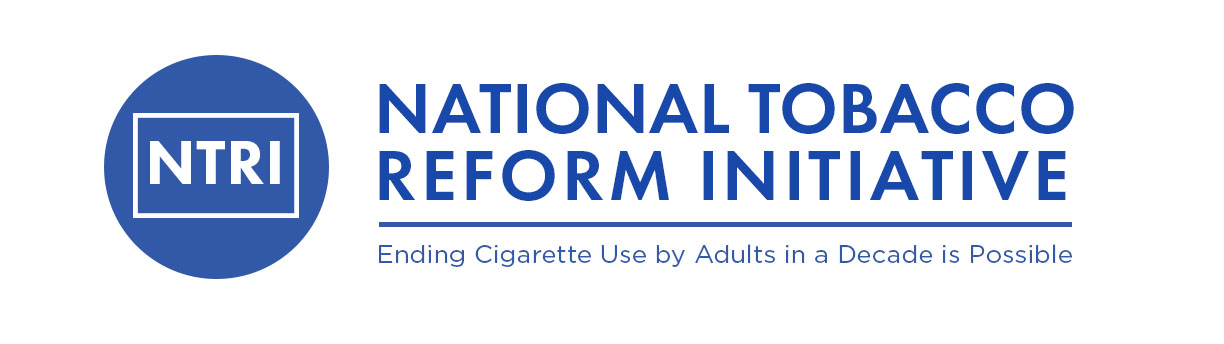 NTRI
NATIONAL TOBACCO
REFORM INITIATIVE
Ending Cigarette Use by Adults in a Decade is Possible